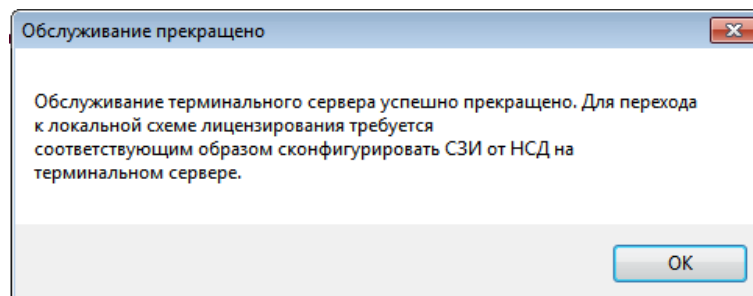 Обслуживание прекращено
Обслуживание терминального сервера успешно прекращено. Для перехода
к локальной схеме лицензирования требуется
соответствующим образом сконфигурировать СЗИ от НСД на
терминальном сервере.
OK